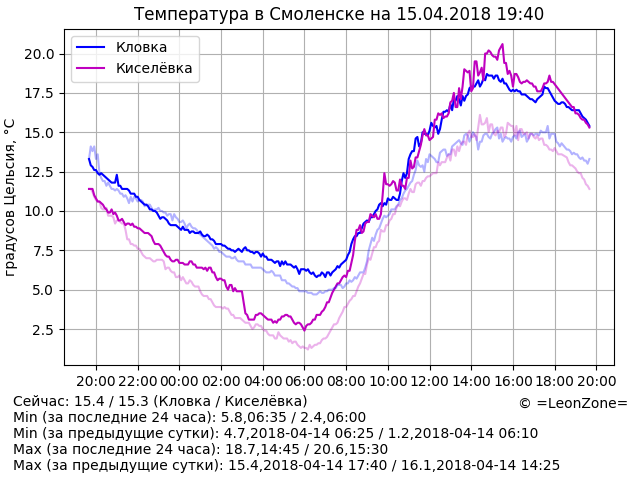 Температура в Смоленске на 15.04.2018 19:40
Кловка
Киселёвка
градусов Цельсия, °C
20.0
17.5
15.0
12.5
10.0
7.5
5.0
2.5
20:00 22:00 00:00 02:00 04:00 06:00 08:00 10:00 12:00 14:00 16:00 18:00 20:00
Сейчас: 15.4 / 15.3 (Кловка / Киселёвка)
© =LeonZone=
Min (за последние 24 часа): 5.8,06:35 / 2.4,06:00
Min (за предыдущие сутки): 4.7,2018-04-14 06:25 / 1.2,2018-04-14 06:10
Max (за последние 24 часа): 18.7,14:45 / 20.6,15:30
Max (за предыдущие сутки): 15.4,2018-04-14 17:40 / 16.1,2018-04-14 14:25